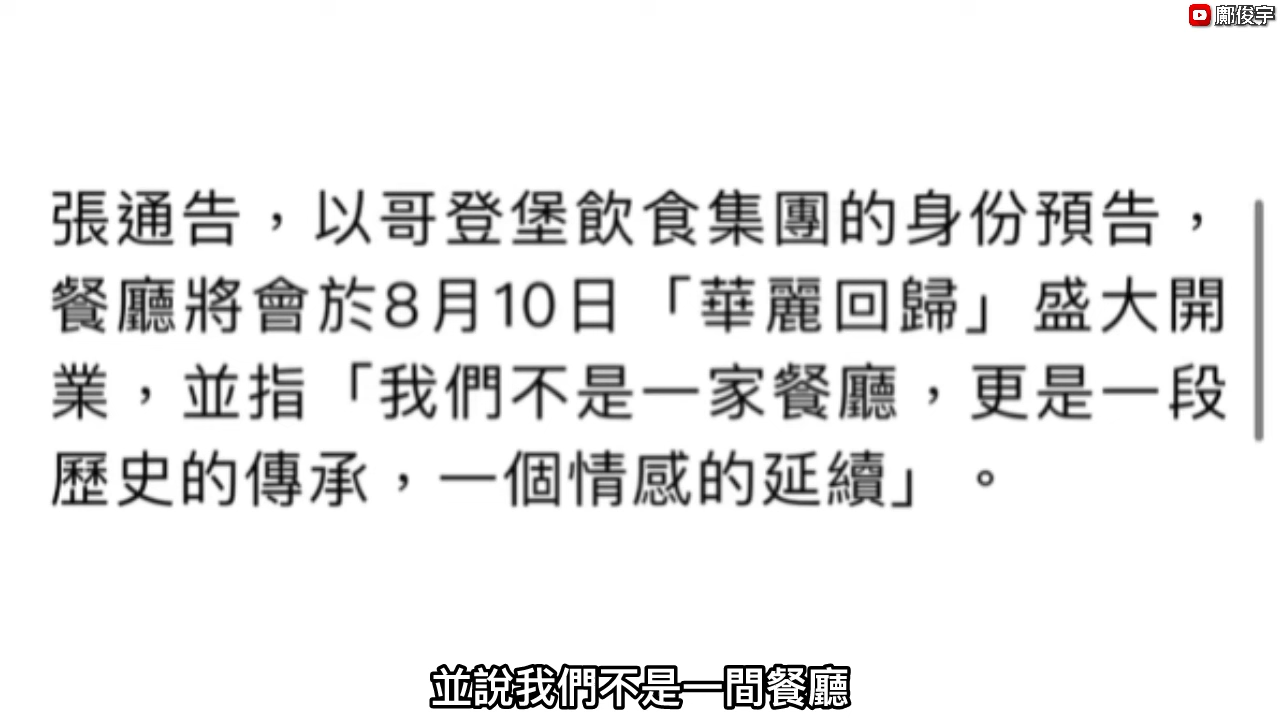 鄺俊宇
張通告，以哥登堡飲食集團的身份預告，
餐廳將會於8月10日「華麗回歸」盛大開
業，並指「我們不是一家餐廳，更是一段
歷史的傳承，一個情感的延續」。
並說我們不是一間餐廳